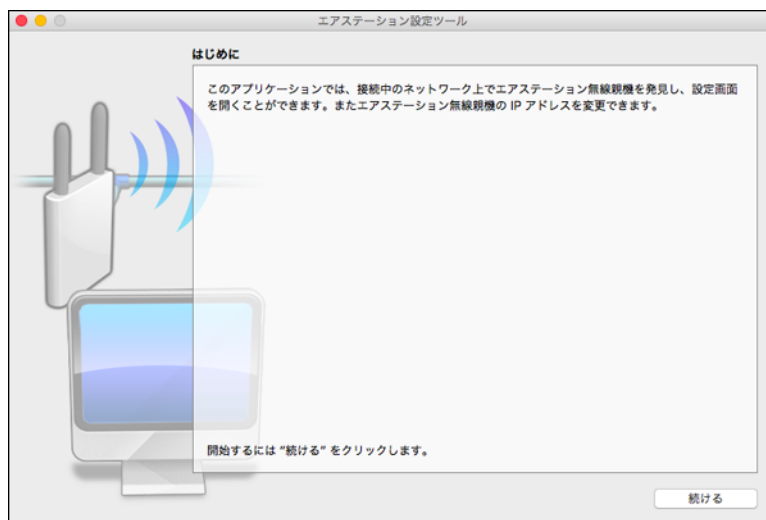 エアステーション設定ツール
はじめに
このアプリケーションでは、接続中のネットワーク上でエアステーション無線親機を発見し、設定画面
を開くことができます。またエアステーション無線親機の IP アドレスを変更できます。
開始するには “続ける” をクリックします。
続ける